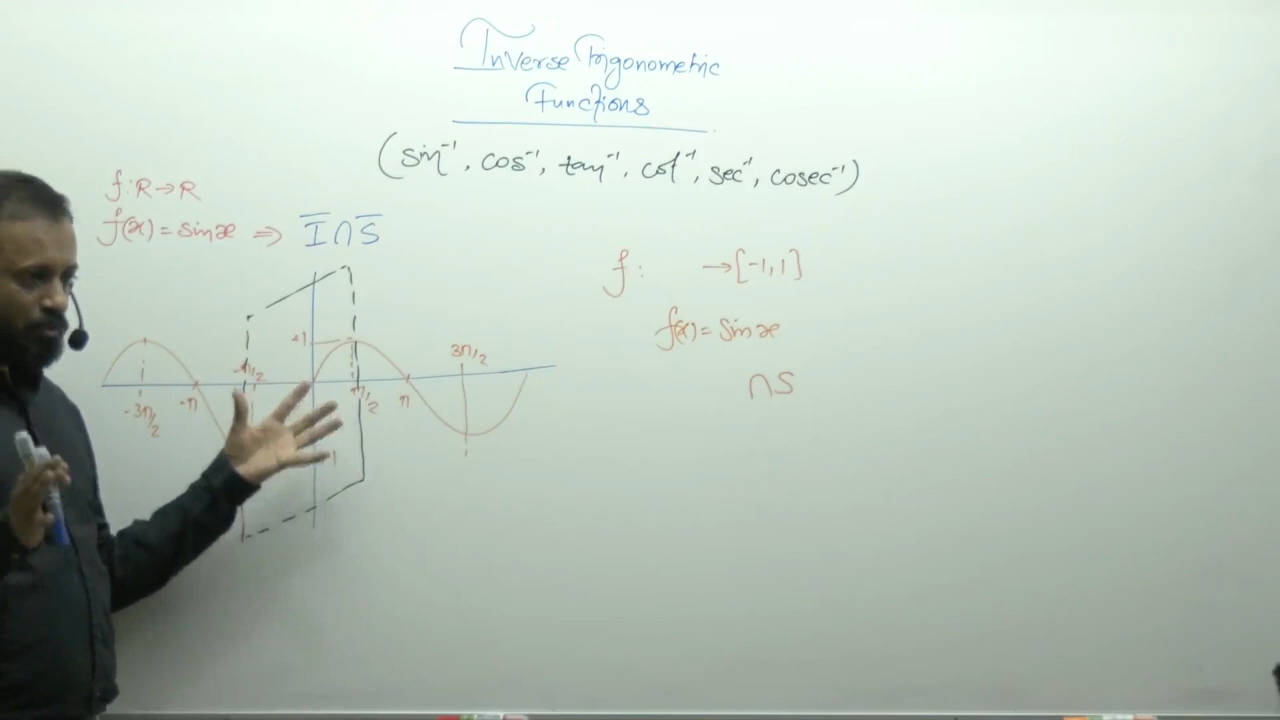 Inverse Trigonometric
Functions
(sin⁻¹, cos⁻¹, tan⁻¹, cot⁻¹, sec⁻¹, cosec⁻¹)
f: R→R
f(x) = sin x ⇒ I̅ ∩ S̅
f: →[-1,1]
f(x) = sin x
∩S
+1
3π/2
-π/2
-3π/2
-π
π/2
π